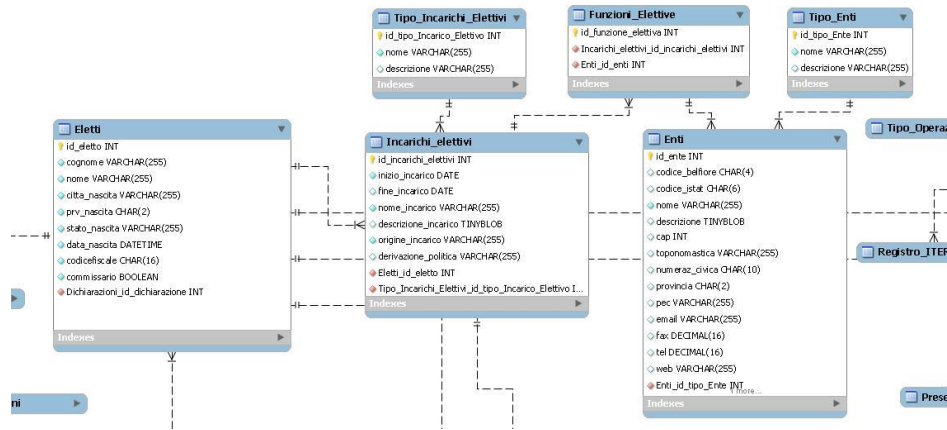 Tipo_Incarichi_Elettivi
id_tipo_Incarico_Elettivo INT
nome VARCHAR(255)
descrizione VARCHAR(255)
Indexes
Funzioni_Elettive
id_funzione_elettiva INT
Incarichi_elettivi_id_incarichi_elettivi INT
Enti_id_enti INT
Indexes
Tipo_Enti
id_tipo_Ente INT
nome VARCHAR(255)
descrizione VARCHAR(255)
Indexes
Eletti
id_eletto INT
cognome VARCHAR(255)
nome VARCHAR(255)
citta_nascita VARCHAR(255)
prv_nascita CHAR(2)
stato_nascita VARCHAR(255)
data_nascita DATETIME
codicefiscale CHAR(16)
commissario BOOLEAN
Dichiarazioni_id_dichiarazione INT
Indexes
Incarichi_elettivi
id_incarichi_elettivi INT
inizio_incarico DATE
fine_incarico DATE
nome_incarico VARCHAR(255)
descrizione_incarico TINYBLOB
origine_incarico VARCHAR(255)
derivazione_politica VARCHAR(255)
Eletti_id_eletto INT
Tipo_Incarichi_Elettivi_id_tipo_Incarico_Elettivo I...
Indexes
Enti
id_ente INT
codice_belfiore CHAR(4)
codice_istat CHAR(6)
nome VARCHAR(255)
descrizione TINYBLOB
cap INT
toponomastica VARCHAR(255)
numeraz_civica CHAR(10)
provincia CHAR(2)
pec VARCHAR(255)
email VARCHAR(255)
fax DECIMAL(16)
tel DECIMAL(16)
web VARCHAR(255)
Enti_id_tipo_Ente INT
1 more...
Indexes
Tipo_Operaz
Registro_ITER
Prese
ni